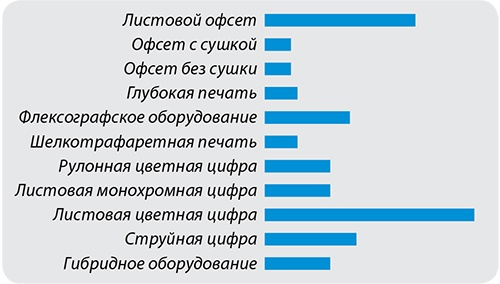 Листовой офсет
Офсет с сушкой
Офсет без сушки
Глубокая печать
Флексографское оборудование
Шелкотрафаретная печать
Рулонная цветная цифра
Листовая монохромная цифра
Листовая цветная цифра
Струйная цифра
Гибридное оборудование